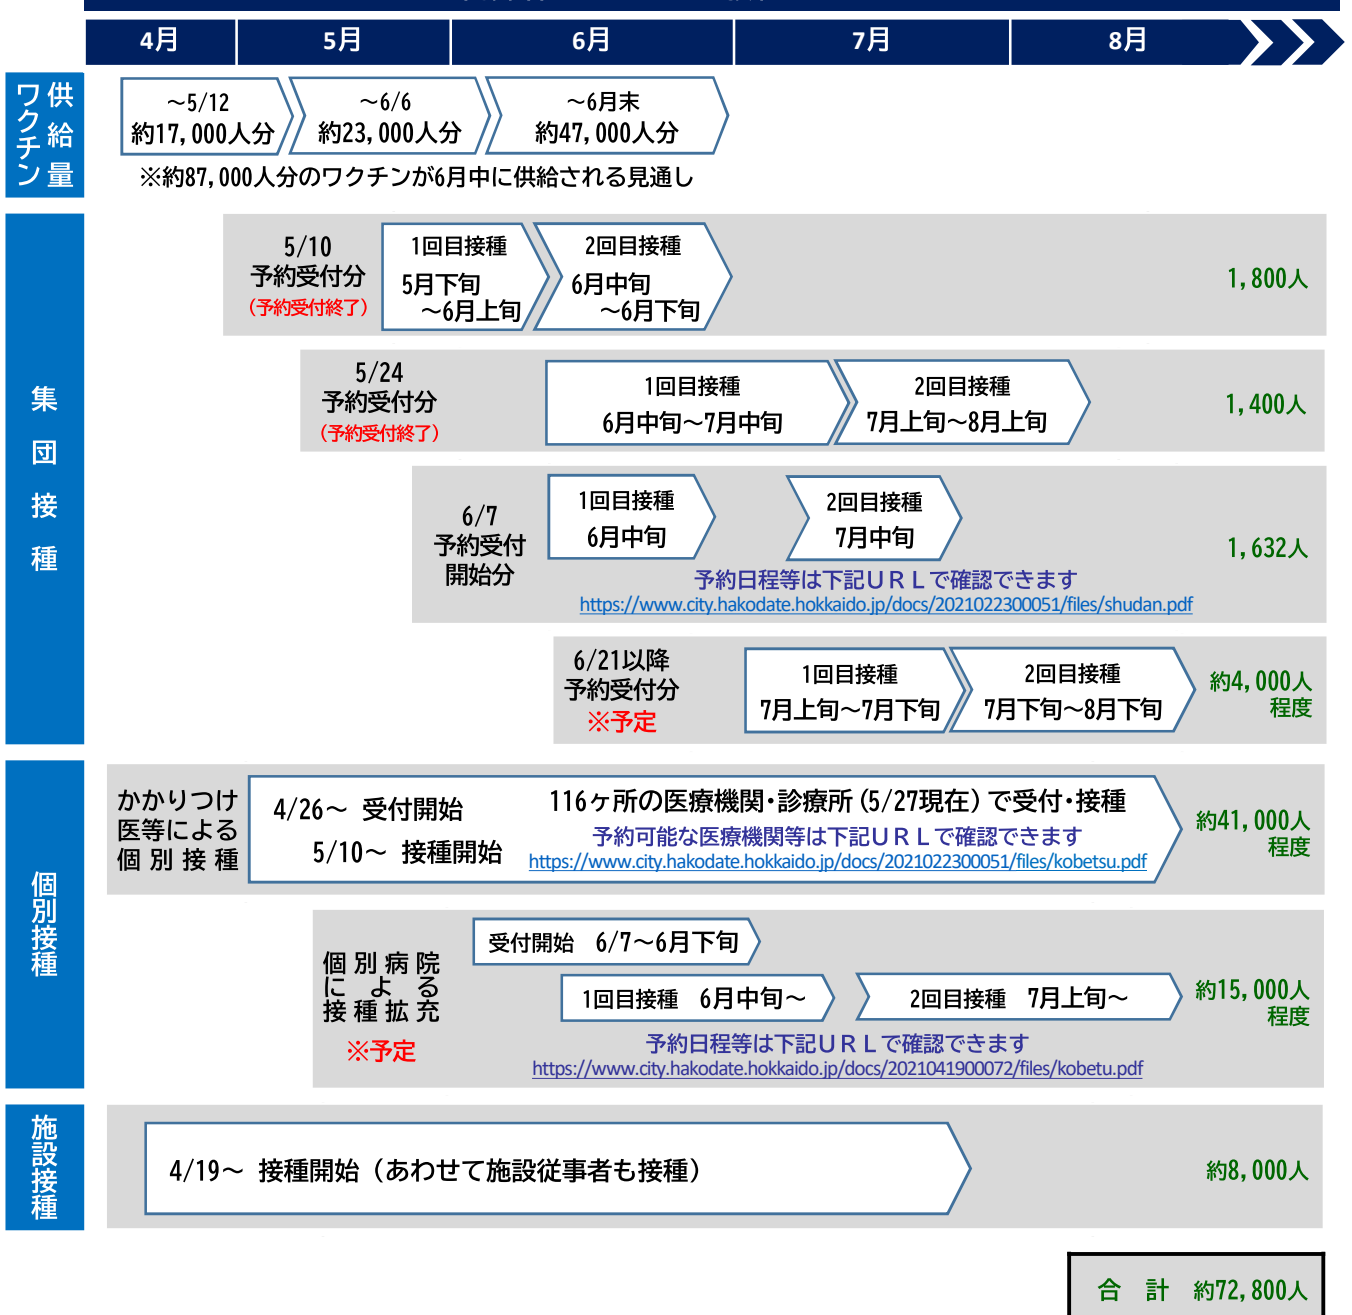 4月 5月 6月 7月 8月
ワクチン供給量
～5/12
約17,000人分
～6/6
約23,000人分
～6月末
約47,000人分
※約87,000人分のワクチンが6月中に供給される見通し
集団接種
5/10
予約受付分
(予約受付終了)
1回目接種
5月下旬
～6月上旬
2回目接種
6月中旬
～6月下旬
1,800人
5/24
予約受付分
(予約受付終了)
1回目接種
6月中旬～7月中旬
2回目接種
7月上旬～8月上旬
1,400人
6/7
予約受付
開始分
1回目接種
6月中旬
2回目接種
7月中旬
1,632人
予約日程等は下記ＵＲＬで確認できます
https://www.city.hakodate.hokkaido.jp/docs/2021022300051/files/shudan.pdf
6/21以降
予約受付分
※予定
1回目接種
7月上旬～7月下旬
2回目接種
7月下旬～8月下旬
約4,000人
程度
個別接種
かかりつけ
医等による
個別接種
4/26～ 受付開始
5/10～ 接種開始
116ヶ所の医療機関・診療所(5/27現在)で受付・接種
予約可能な医療機関等は下記ＵＲＬで確認できます
https://www.city.hakodate.hokkaido.jp/docs/2021022300051/files/kobetsu.pdf
約41,000人
程度
個別病院
による
接種拡充
※予定
受付開始 6/7～6月下旬
1回目接種 6月中旬～
2回目接種 7月上旬～
約15,000人
程度
予約日程等は下記ＵＲＬで確認できます
https://www.city.hakodate.hokkaido.jp/docs/2021041900072/files/kobetu.pdf
施設接種
4/19～ 接種開始（あわせて施設従事者も接種）
約8,000人
合 計 約72,800人